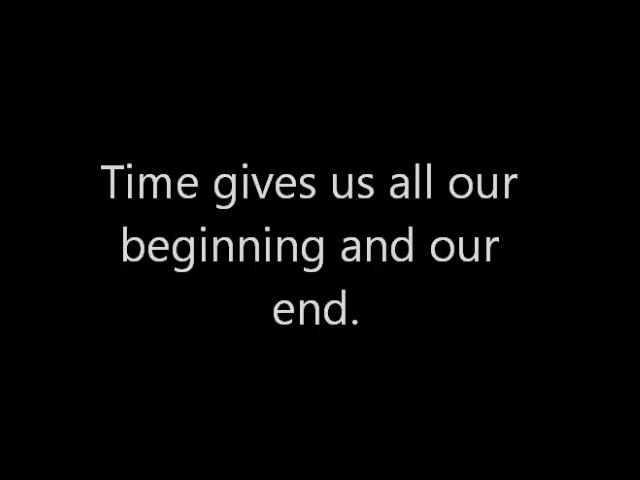 Time gives us all our
beginning and our
end.